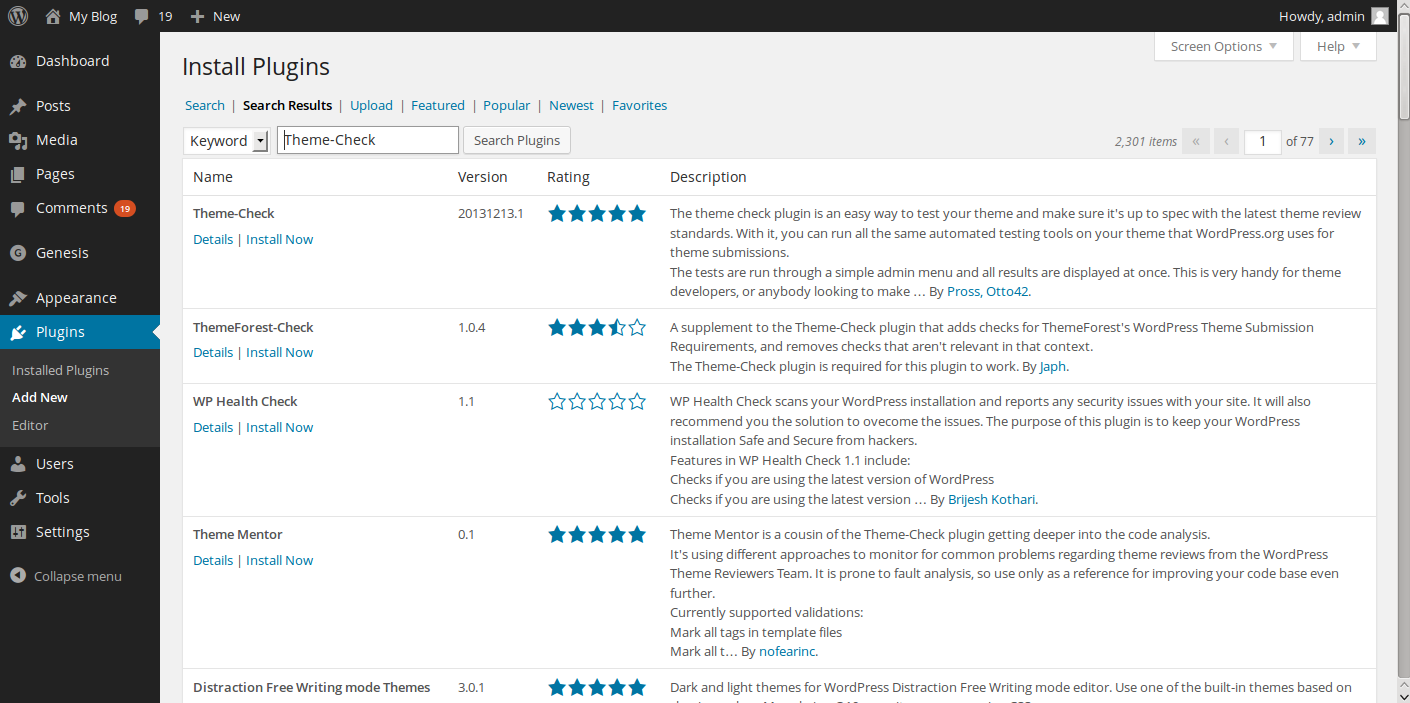 My Blog 19 New Howdy, admin
Screen Options Help
Dashboard
Posts
Media
Pages
Comments 19
Genesis
Appearance
Plugins
Installed Plugins
Add New
Editor
Users
Tools
Settings
Collapse menu
Install Plugins
Search | Search Results | Upload | Featured | Popular | Newest | Favorites
Keyword Theme-Check Search Plugins 2,301 items « ‹ 1 of 77 › »
Name Version Rating Description
Theme-Check 20131213.1 The theme check plugin is an easy way to test your theme and make sure it's up to spec with the latest theme review
Details | Install Now standards. With it, you can run all the same automated testing tools on your theme that WordPress.org uses for
theme submissions.
The tests are run through a simple admin menu and all results are displayed at once. This is very handy for theme
developers, or anybody looking to make … By Pross, Otto42.
ThemeForest-Check 1.0.4 A supplement to the Theme-Check plugin that adds checks for ThemeForest's WordPress Theme Submission
Details | Install Now Requirements, and removes checks that aren't relevant in that context.
The Theme-Check plugin is required for this plugin to work. By Japh.
WP Health Check 1.1 WP Health Check scans your WordPress installation and reports any security issues with your site. It will also
Details | Install Now recommend you the solution to ovecome the issues. The purpose of this plugin is to keep your WordPress
installation Safe and Secure from hackers.
Features in WP Health Check 1.1 include:
Checks if you are using the latest version of WordPress
Checks if you are using the latest version … By Brijesh Kothari.
Theme Mentor 0.1 Theme Mentor is a cousin of the Theme-Check plugin getting deeper into the code analysis.
Details | Install Now It's using different approaches to monitor for common problems regarding theme reviews from the WordPress
Theme Reviewers Team. It is prone to fault analysis, so use only as a reference for improving your code base even
further.
Currently supported validations:
Mark all tags in template files
Mark all t… By nofearinc.
Distraction Free Writing mode Themes 3.0.1 Dark and light themes for WordPress Distraction Free Writing mode editor. Use one of the built-in themes based on